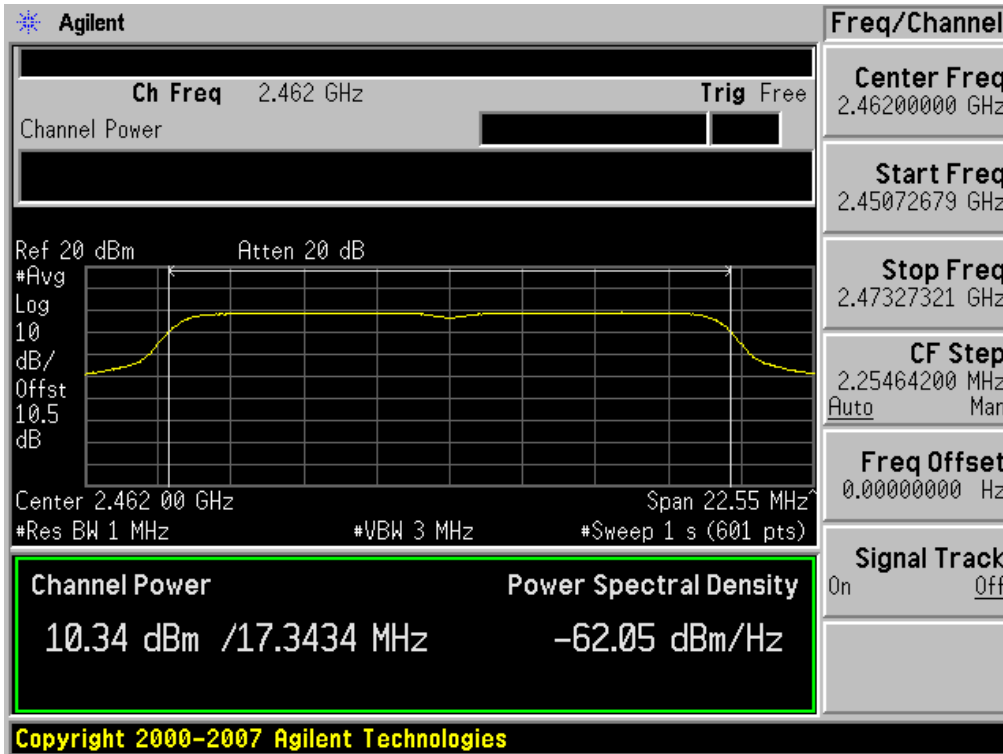 Agilent
Freq/Channel
Ch Freq 2.462 GHz Trig Free
Channel Power
Ref 20 dBm Atten 20 dB
#Avg
Log
10
dB/
Offst
10.5
dB
Center 2.462 00 GHz Span 22.55 MHz^
#Res BW 1 MHz #VBW 3 MHz #Sweep 1 s (601 pts)
Channel Power Power Spectral Density
10.34 dBm /17.3434 MHz -62.05 dBm/Hz
Copyright 2000-2007 Agilent Technologies
Center Freq
2.46200000 GHz
Start Freq
2.45072679 GHz
Stop Freq
2.47327321 GHz
CF Step
2.25464200 MHz
Auto Man
Freq Offset
0.00000000 Hz
Signal Track
On Off